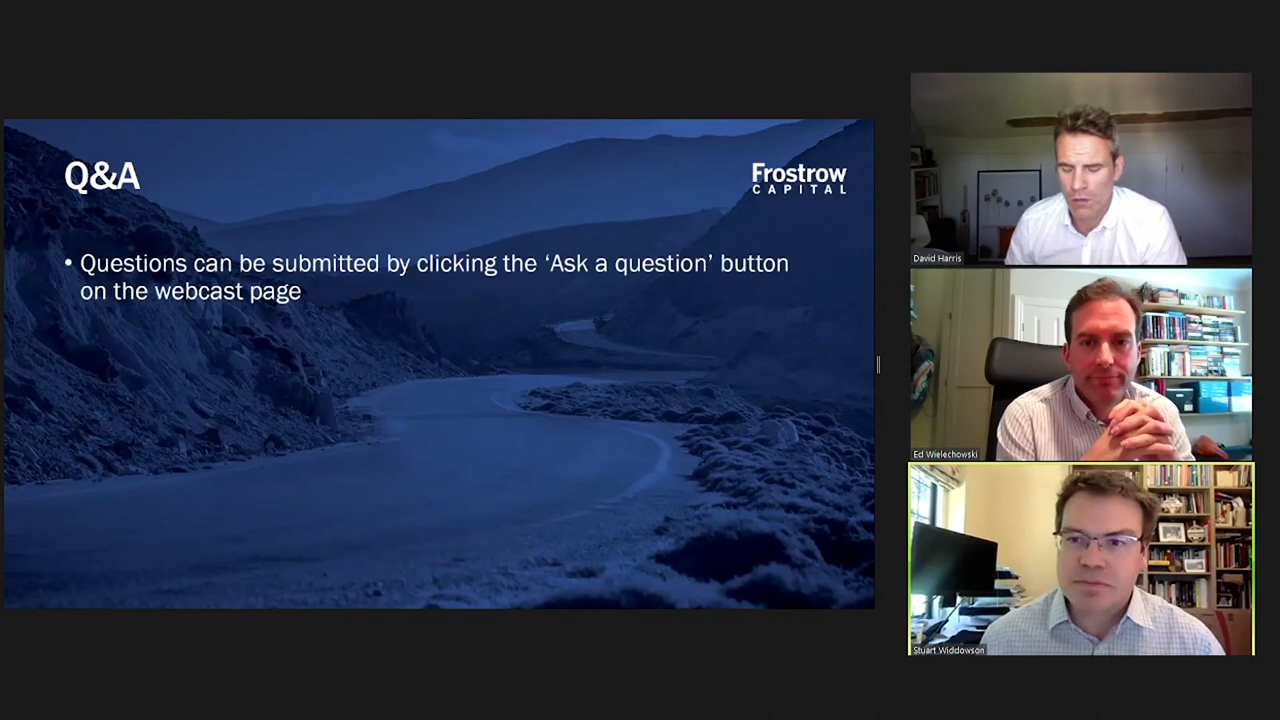 Q&A
Frostrow
CAPITAL
• Questions can be submitted by clicking the ‘Ask a question’ button
on the webcast page
David Harris
Ed Wielechowski
Stuart Widdowson